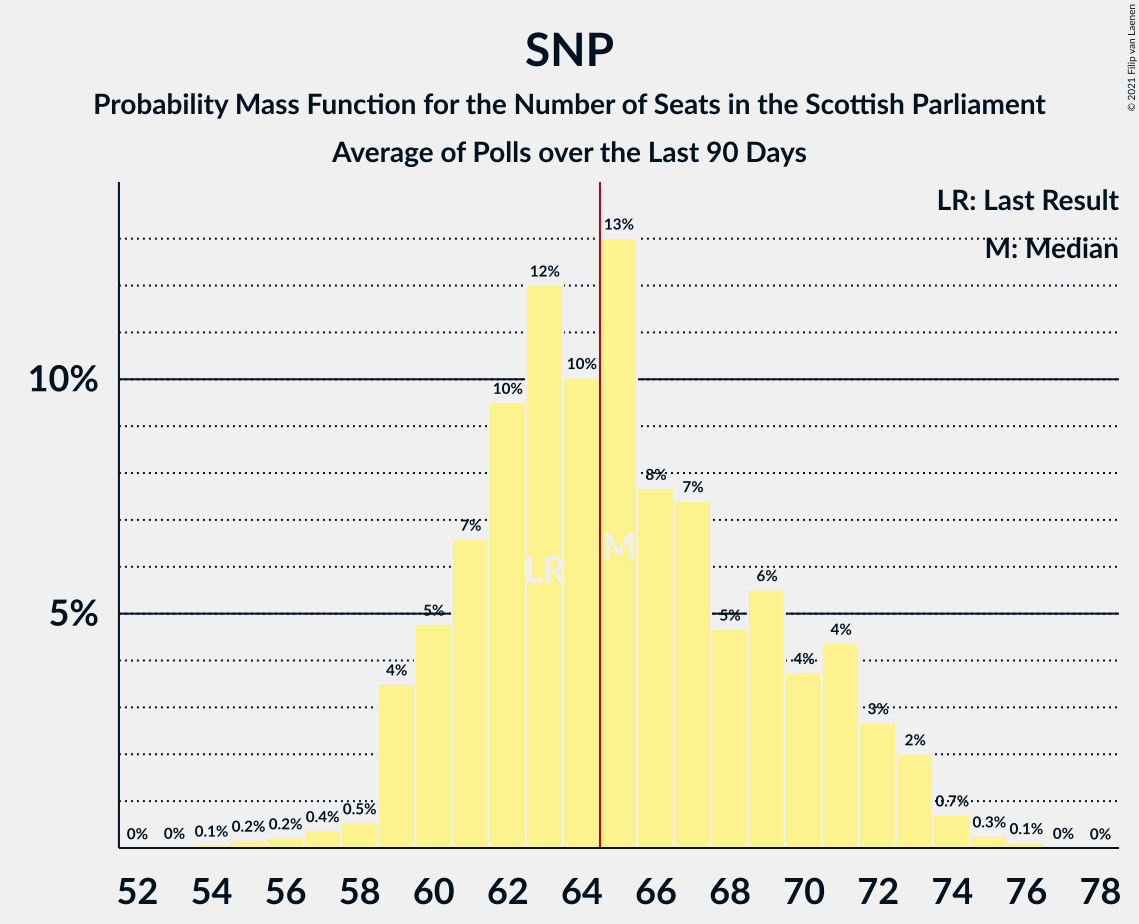 SNP
Probability Mass Function for the Number of Seats in the Scottish Parliament
Average of Polls over the Last 90 Days
© 2021 Filip van Laenen
LR: Last Result
M: Median
10%
5%
0% 0% 0.1% 0.2% 0.2% 0.4% 0.5% 4% 5% 7% 10% 12% 10% 13% 8% 7% 5% 6% 4% 4% 3% 2% 0.7% 0.3% 0.1% 0% 0%
LR M
52 54 56 58 60 62 64 66 68 70 72 74 76 78